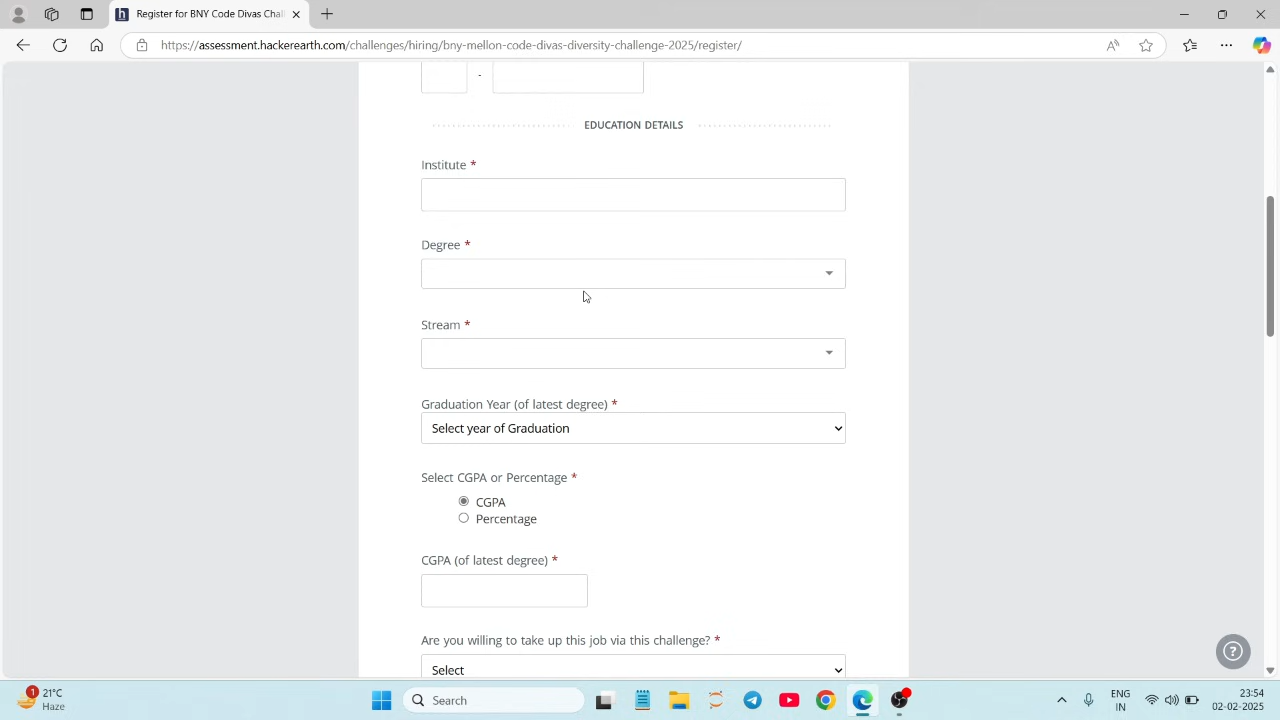 Register for BNY Code Divas Chall
https://assessment.hackerearth.com/challenges/hiring/bny-mellon-code-divas-diversity-challenge-2025/register/
-
EDUCATION DETAILS
Institute *
Degree *
Stream *
Graduation Year (of latest degree) *
Select year of Graduation
Select CGPA or Percentage *
CGPA
Percentage
CGPA (of latest degree) *
Are you willing to take up this job via this challenge? *
Select
1
21°C
Haze
Search
ENG
IN
23:54
02-02-2025